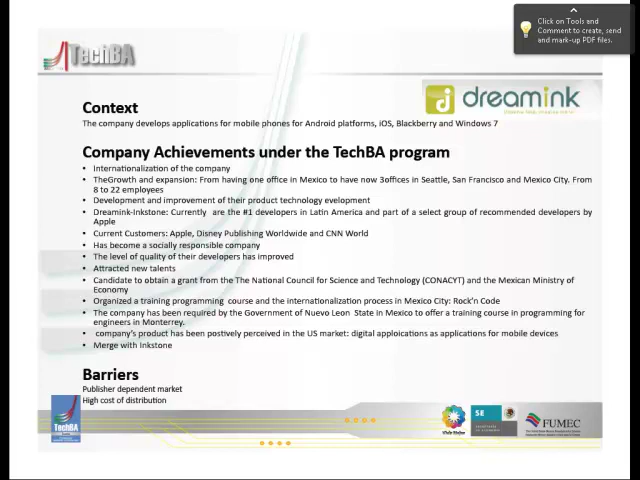 Click on Tools and
Comment to create, send
and mark-up PDF files.
TechBA
dreamink
Context
The company develops applications for mobile phones for Android platforms, iOS, Blackberry and Windows 7
Company Achievements under the TechBA program
• Internationalization of the company
• TheGrowth and expansion: From having one office in Mexico to have now 3offices in Seattle, San Francisco and Mexico City. From
8 to 22 employees
• Development and improvement of their product technology evelopment
• Dreamink-Inkstone: Currently are the #1 developers in Latin America and part of a select group of recommended developers by
Apple
• Current Customers: Apple, Disney Publishing Worldwide and CNN World
• Has become a socially responsible company
• The level of quality of their developers has improved
• Attracted new talents
• Candidate to obtain a grant from the The National Council for Science and Technology (CONACYT) and the Mexican Ministry of
Economy
• Organized a training programming course and the internationalization process in Mexico City: Rock'n Code
• The company has been required by the Government of Nuevo Leon State in Mexico to offer a training course in programming for
engineers in Monterrey.
• company's product has been postively perceived in the US market: digital apploications as applications for mobile devices
• Merge with Inkstone
Barriers
Publisher dependent market
High cost of distribution
TechBA
Vivir Mejor
SE
FUMEC